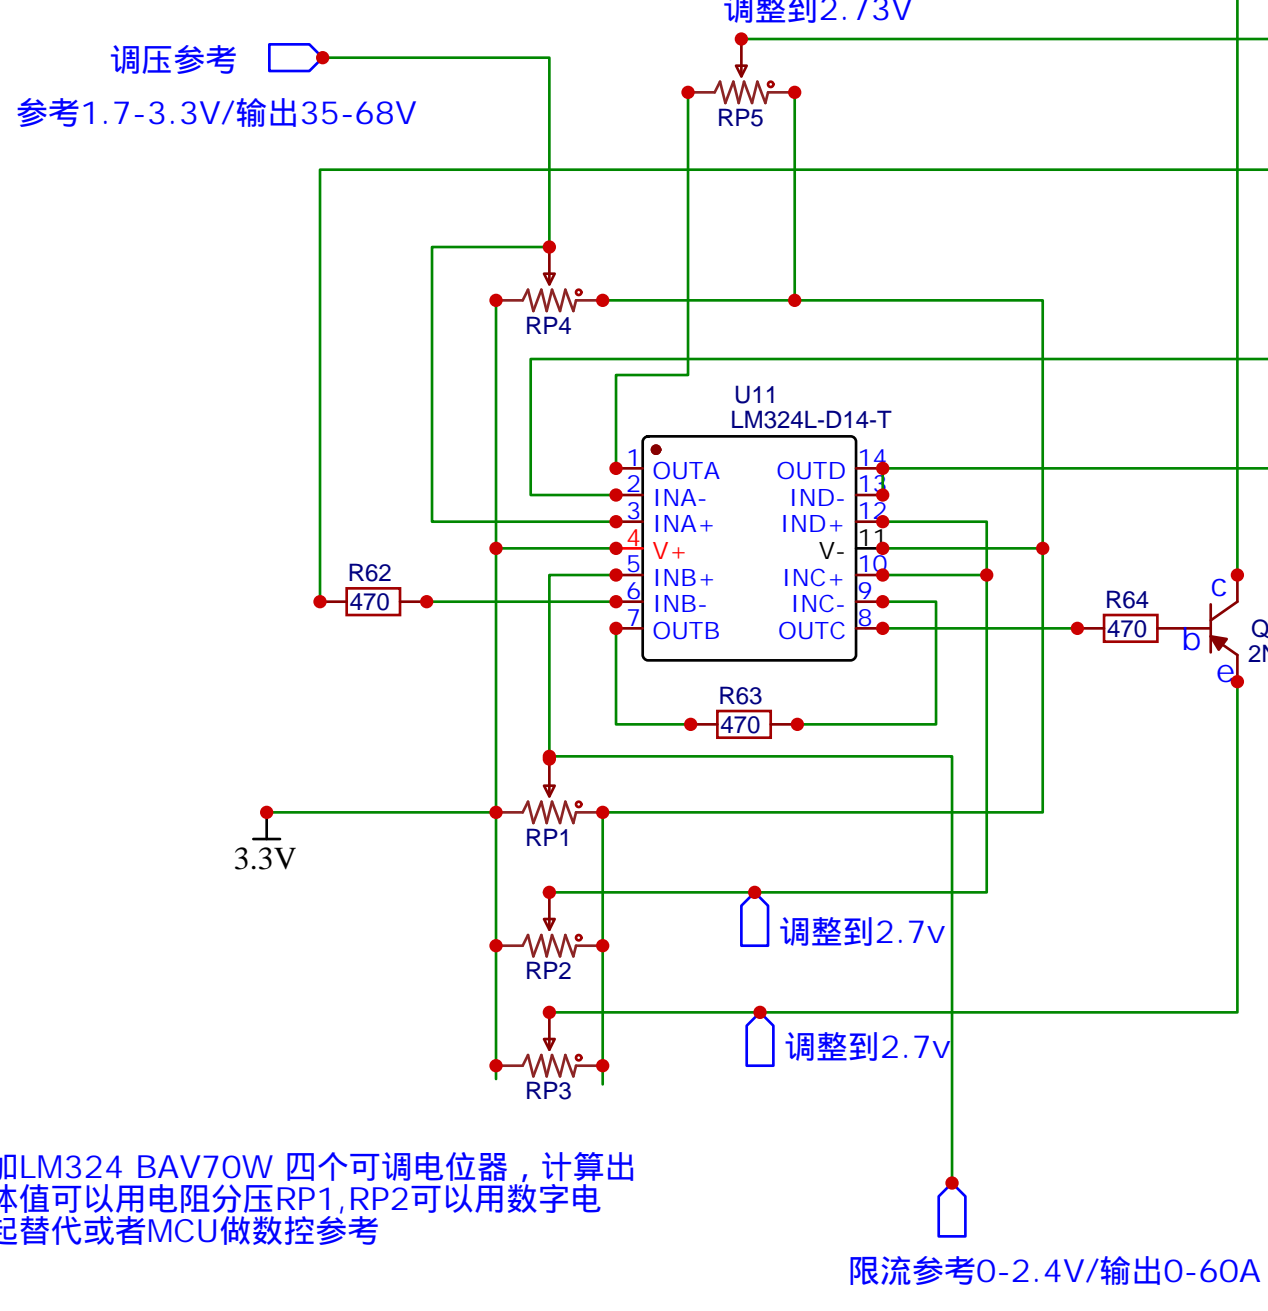 调整到2.73V
调压参考
参考1.7-3.3V/输出35-68V
RP5
RP4
U11
LM324L-D14-T
1 OUTA OUTD 14
2 INA- IND- 13
3 INA+ IND+ 12
4 V+ V- 11
5 INB+ INC+ 10
6 INB- INC- 9
7 OUTB OUTC 8
R62
470
R64
470
c
b
e
R63
470
RP1
3.3V
调整到2.7v
RP2
调整到2.7v
RP3
加LM324 BAV70W 四个可调电位器，计算出
体值可以用电阻分压RP1,RP2可以用数字电
起替代或者MCU做数控参考
限流参考0-2.4V/输出0-60A